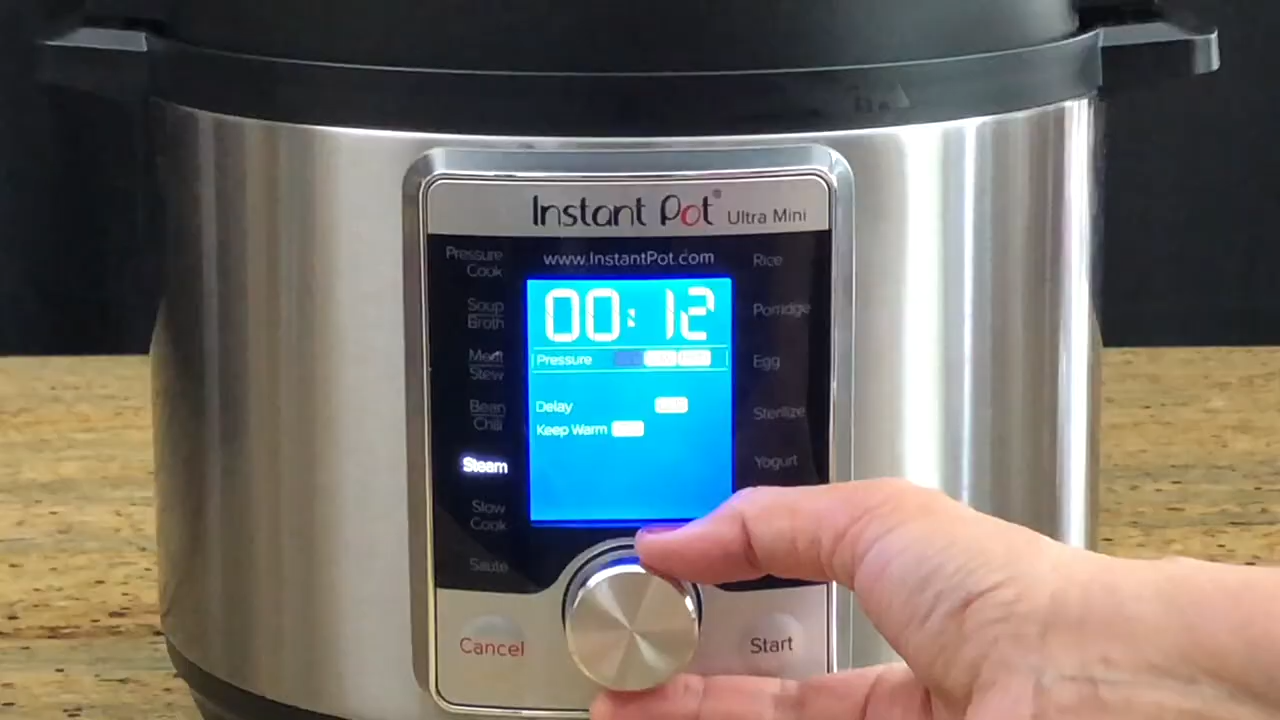 Instant Pot® Ultra Mini
www.InstantPot.com
Pressure
Cook
Soup
Broth
Meat
Stew
Bean
Chili
Steam
Slow
Cook
Sauté
00:12
Pressure
Delay
Keep Warm
Rice
Porridge
Egg
Sterilize
Yogurt
Cancel
Start